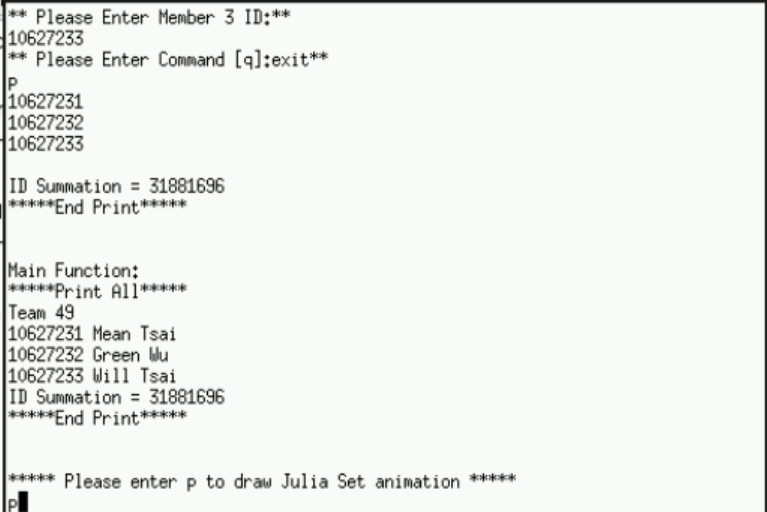 ** Please Enter Member 3 ID:**
10627233
** Please Enter Command [q]:exit**
p
10627231
10627232
10627233
ID Summation = 31881696
*****End Print*****
Main Function:
*****Print All*****
Team 49
10627231 Mean Tsai
10627232 Green Wu
10627233 Will Tsai
ID Summation = 31881696
*****End Print*****
***** Please enter p to draw Julia Set animation *****
p